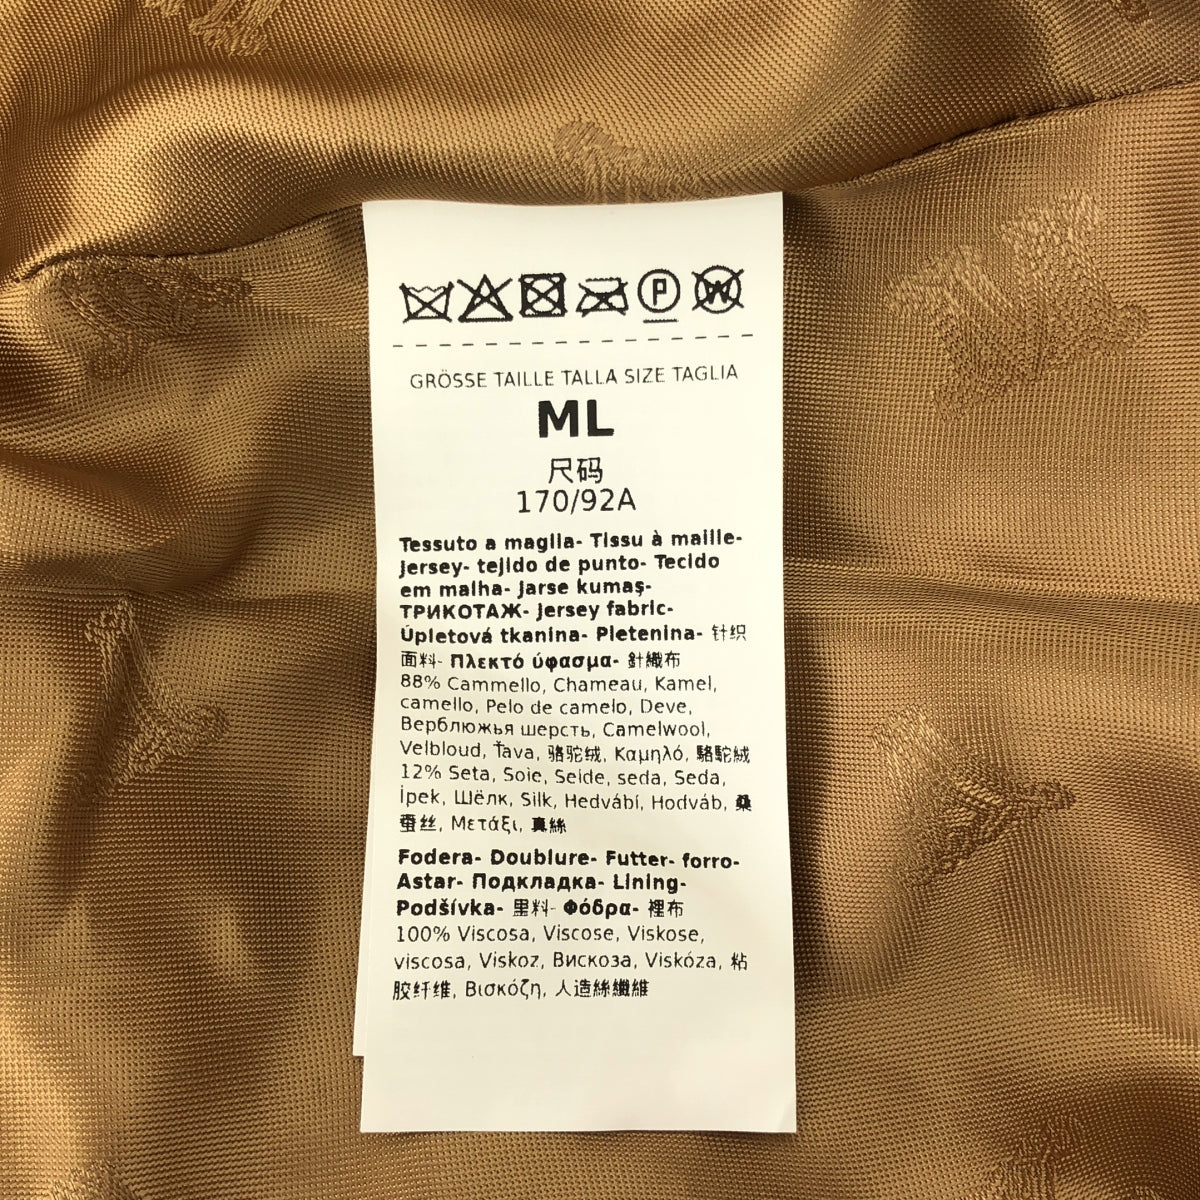 P W
GRÖSSE TAILLE TALLA SIZE TAGLIA
ML
尺码
170/92A
Tessuto a maglia- Tissu à maille-
Jersey- tejido de punto- Tecido
em malha- Jarse kumaş-
ТРИКОТАЖ- Jersey fabric-
Úpletová tkanina- Pletenina- 针织
面料- Πλεκτό ύφασμα- 針織布
88% Cammello, Chameau, Kamel,
camello, Pelo de camelo, Deve,
Верблюжья шерсть, Camelwool,
Velbloud, Ťava, 骆驼绒, Καμηλό, 駱駝絨
12% Seta, Soie, Seide, seda, Seda,
İpek, Шёлк, Silk, Hedvábí, Hodváb, 桑
蚕丝, Μετάξι, 真絲
Fodera- Doublure- Futter- forro-
Astar- Подкладка- Lining-
Podšívka- 里料- Φόδρα- 裡布
100% Viscosa, Viscose, Viskose,
viscosa, Viskoz, Вискоза, Viskóza, 粘
胶纤维, Βισκόζη, 人造絲纖維